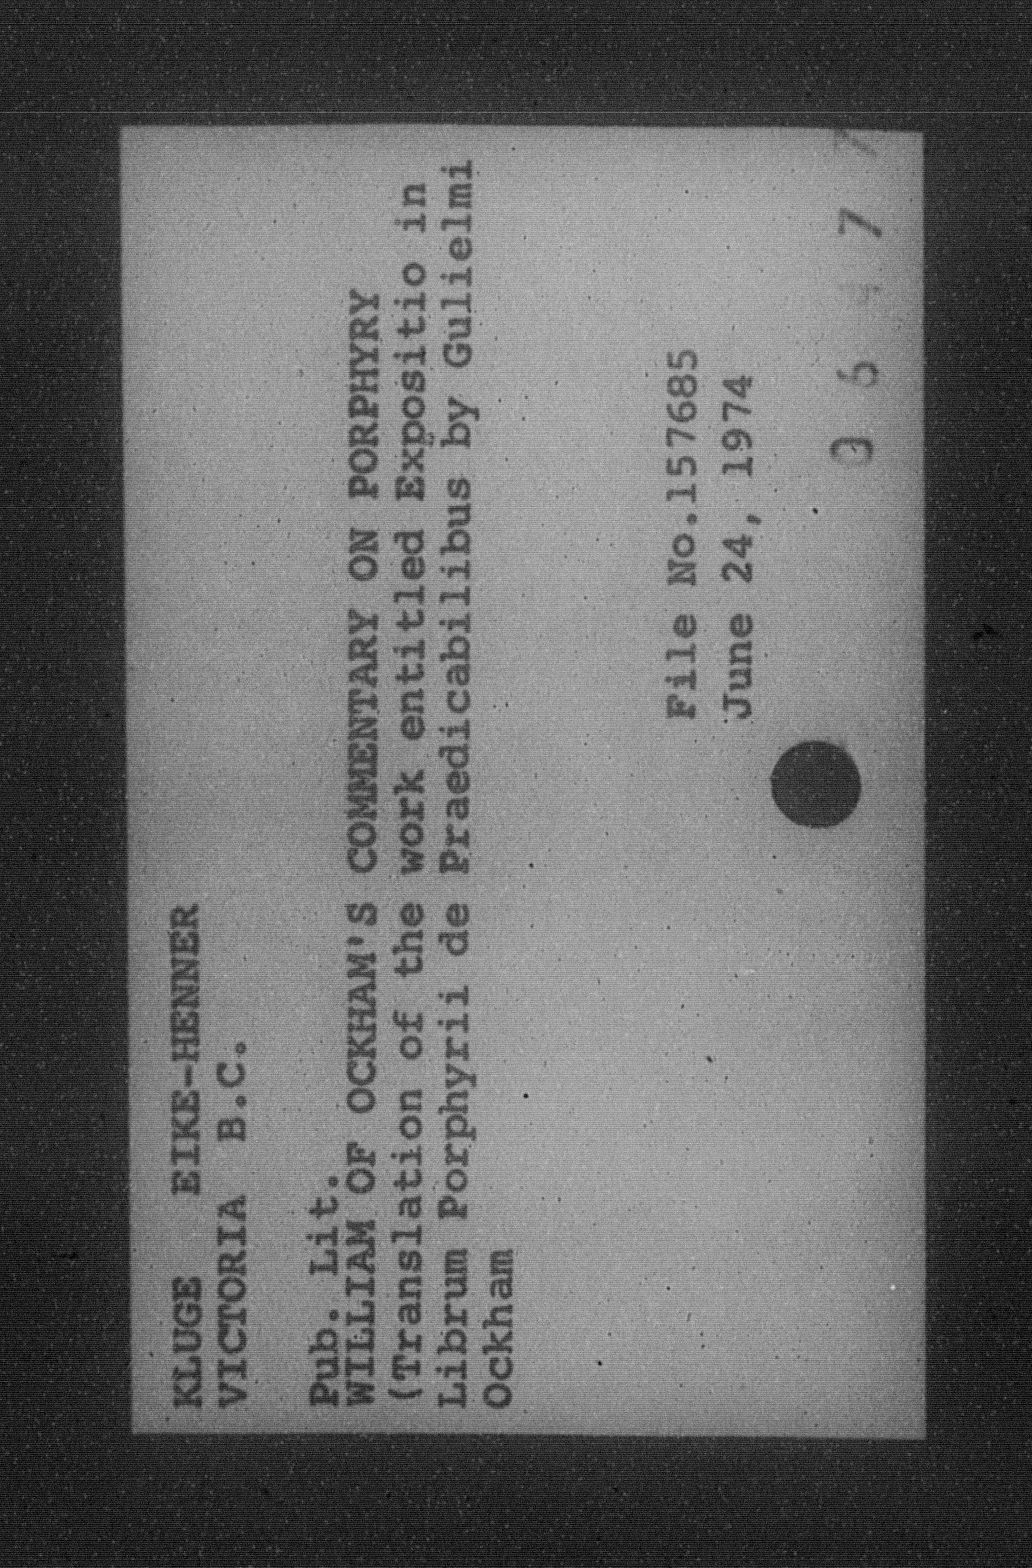 KLUGE EIKE-HENNER
VICTORIA B.C.
Pub. Lit.
WILLIAM OF OCKHAM'S COMMENTARY ON PORPHYRY
(Translation of the work entitled Expositio in
Librum Porphyrii de Praedicabilibus by Gulielmi
Ockham
File No.157685
June 24, 1974